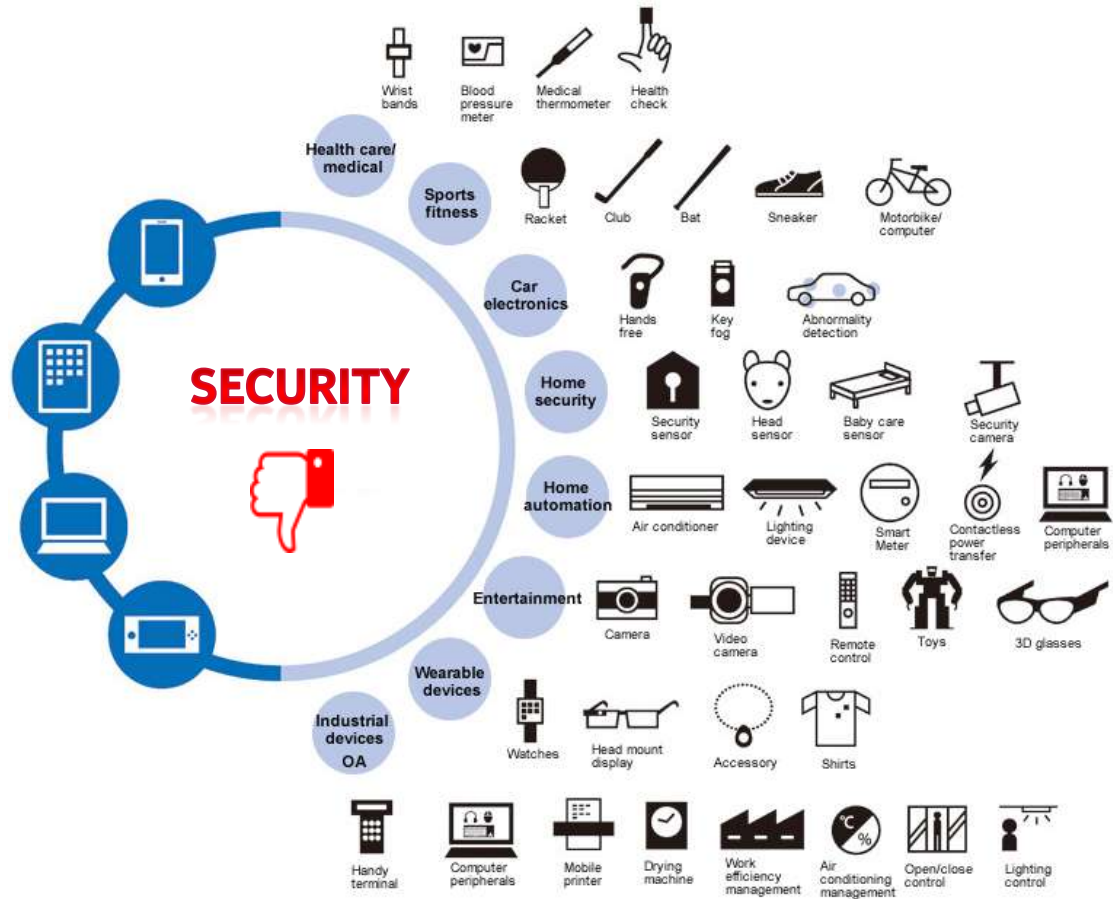 Wrist
bands
Blood
pressure
meter
Medical
thermometer
Health
check
Health care/
medical
Sports
fitness
Racket
Club
Bat
Sneaker
Motorbike/
computer
Car
electronics
Hands
free
Key
fog
Abnormality
detection
SECURITY
Home
security
Security
sensor
Head
sensor
Baby care
sensor
Security
camera
Home
automation
Air conditioner
Lighting
device
Smart
Meter
Contactless
power
transfer
Computer
peripherals
Entertainment
Camera
Video
camera
Remote
control
Toys
3D glasses
Wearable
devices
Watches
Head mount
display
Accessory
Shirts
Industrial
devices
OA
Handy
terminal
Computer
peripherals
Mobile
printer
Drying
machine
Work
efficiency
management
°C
%
Air
conditioning
management
Open/close
control
Lighting
control